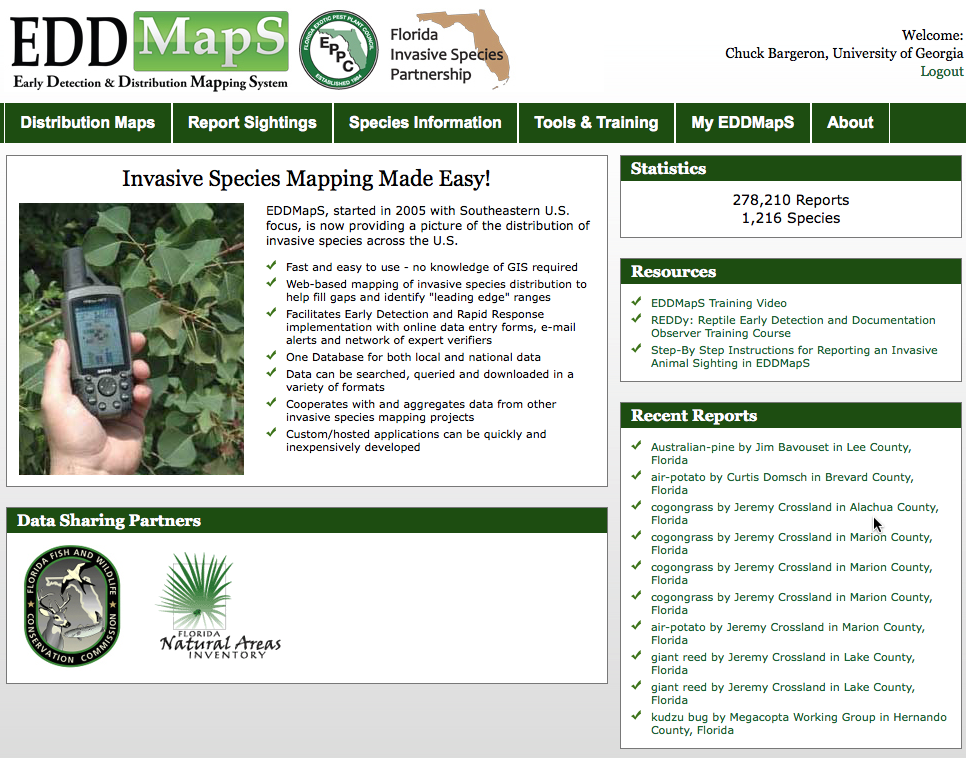 EDDMapS
Early Detection & Distribution Mapping System
FLORIDA EXOTIC PEST PLANT COUNCIL
EPPC
ESTABLISHED 1984
Florida
Invasive Species
Partnership
Welcome:
Chuck Bargeron, University of Georgia
Logout
Distribution Maps
Report Sightings
Species Information
Tools & Training
My EDDMapS
About
Invasive Species Mapping Made Easy!
EDDMapS, started in 2005 with Southeastern U.S.
focus, is now providing a picture of the distribution of
invasive species across the U.S.
Fast and easy to use - no knowledge of GIS required
Web-based mapping of invasive species distribution to
help fill gaps and identify "leading edge" ranges
Facilitates Early Detection and Rapid Response
implementation with online data entry forms, e-mail
alerts and network of expert verifiers
One Database for both local and national data
Data can be searched, queried and downloaded in a
variety of formats
Cooperates with and aggregates data from other
invasive species mapping projects
Custom/hosted applications can be quickly and
inexpensively developed
Data Sharing Partners
FLORIDA FISH AND WILDLIFE
CONSERVATION COMMISSION
FLORIDA
Natural Areas
INVENTORY
Statistics
278,210 Reports
1,216 Species
Resources
EDDMapS Training Video
REDDy: Reptile Early Detection and Documentation
Observer Training Course
Step-By Step Instructions for Reporting an Invasive
Animal Sighting in EDDMapS
Recent Reports
Australian-pine by Jim Bavouset in Lee County,
Florida
air-potato by Curtis Domsch in Brevard County,
Florida
cogongrass by Jeremy Crossland in Alachua County,
Florida
cogongrass by Jeremy Crossland in Marion County,
Florida
cogongrass by Jeremy Crossland in Marion County,
Florida
cogongrass by Jeremy Crossland in Marion County,
Florida
air-potato by Jeremy Crossland in Marion County,
Florida
giant reed by Jeremy Crossland in Lake County,
Florida
giant reed by Jeremy Crossland in Lake County,
Florida
kudzu bug by Megacopta Working Group in Hernando
County, Florida